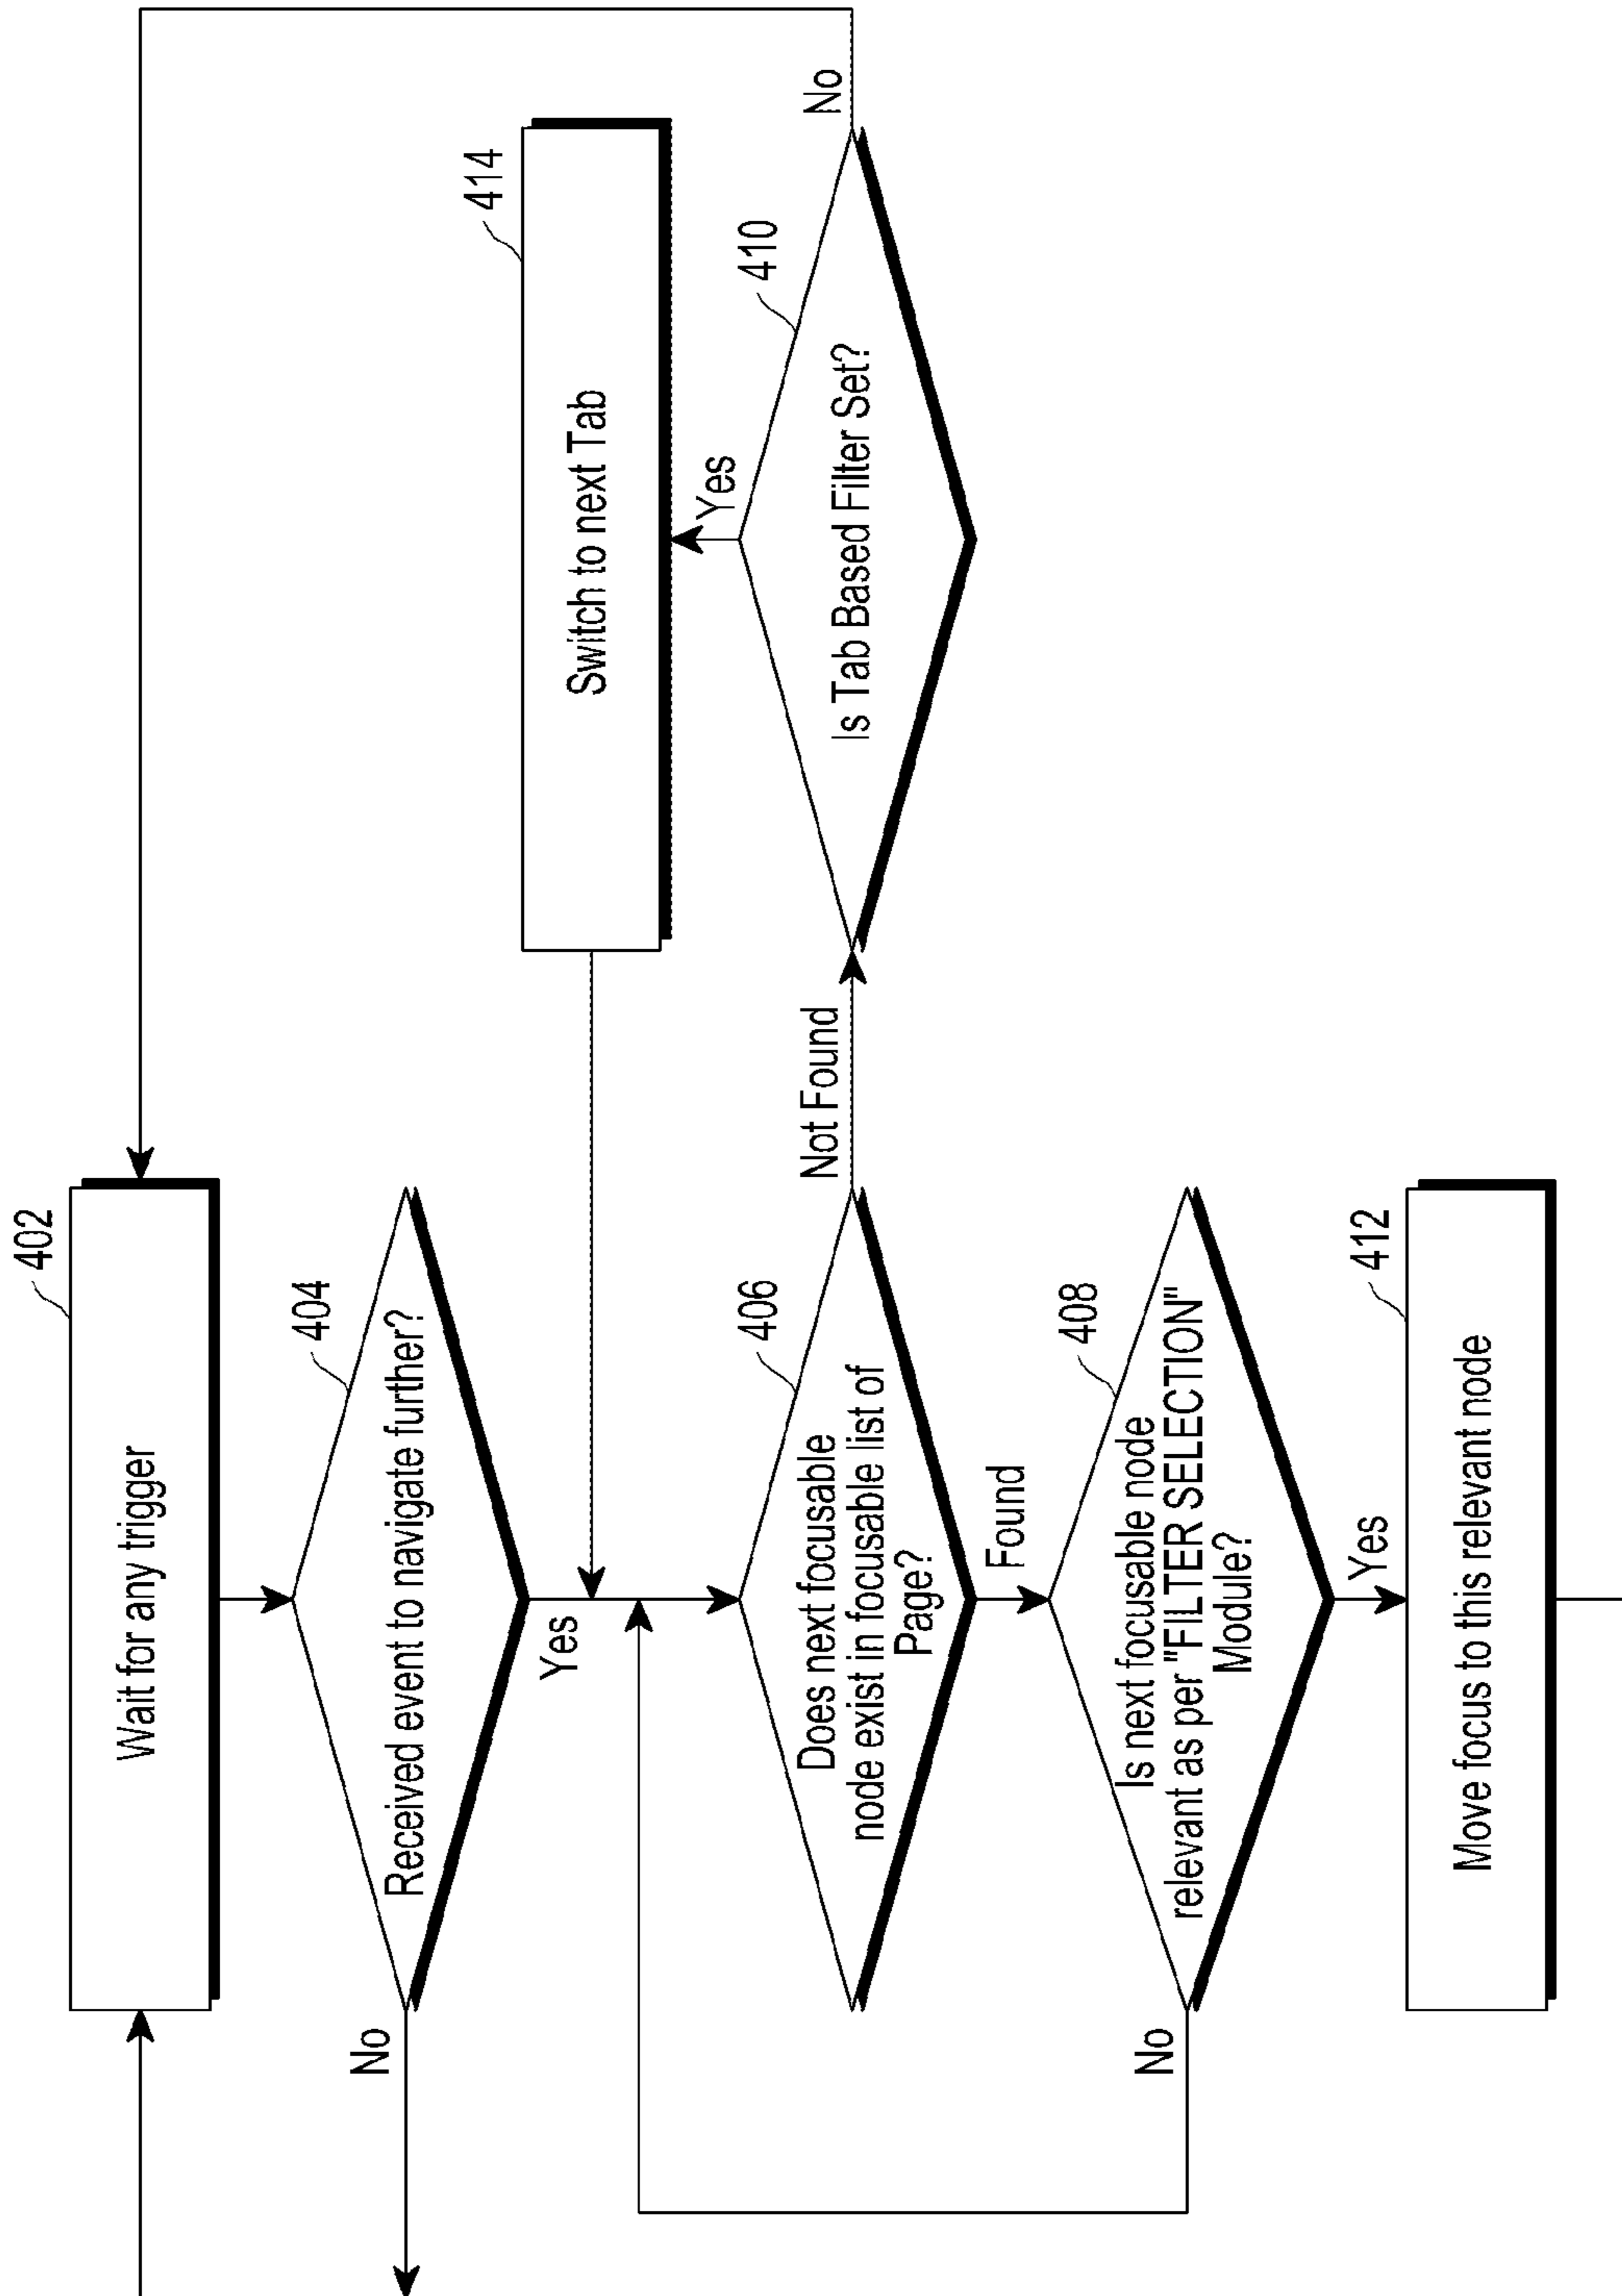 402
Wait for any trigger
404
Received event to navigate further?
No
Yes
406
Does next focusable
node exist in focusable list of
Page?
Not Found
Found
408
Is next focusable node
relevant as per "FILTER SELECTION"
Module?
No
Yes
412
Move focus to this relevant node
414
Switch to next Tab
Yes
410
Is Tab Based Filter Set?
No